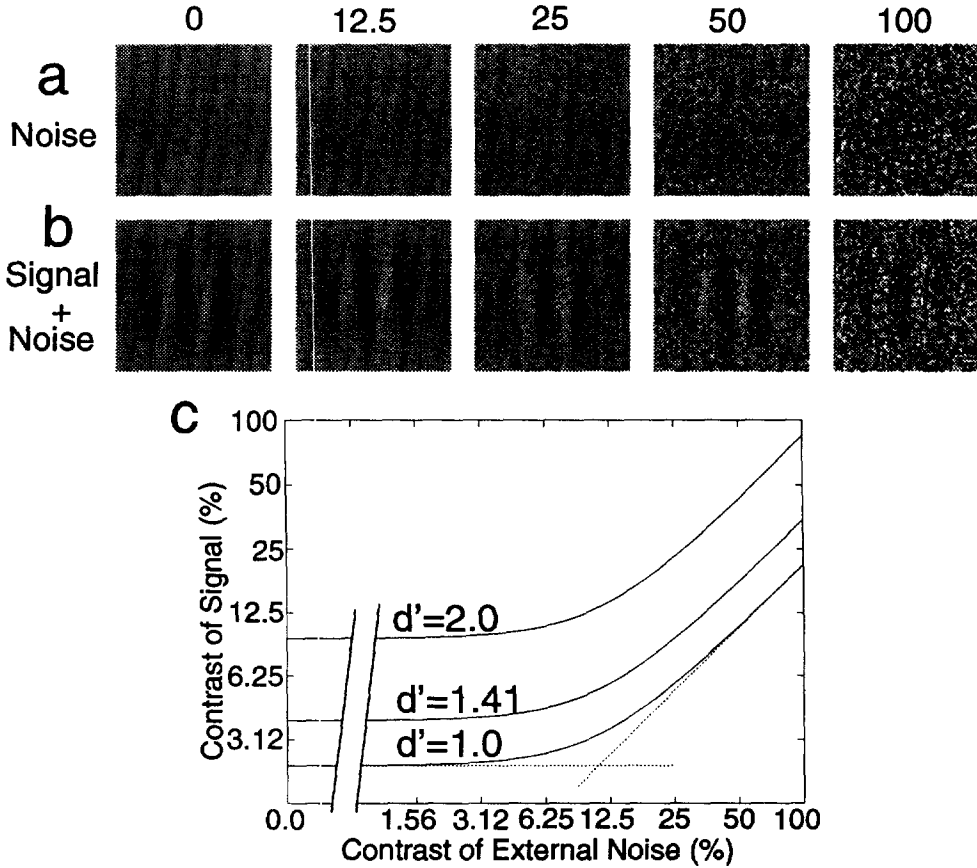 0 12.5 25 50 100
a
Noise
b
Signal
+
Noise
c
100
50
25
12.5
6.25
3.12
Contrast of Signal (%)
d'=2.0
d'=1.41
d'=1.0
0.0 1.56 3.12 6.25 12.5 25 50 100
Contrast of External Noise (%)